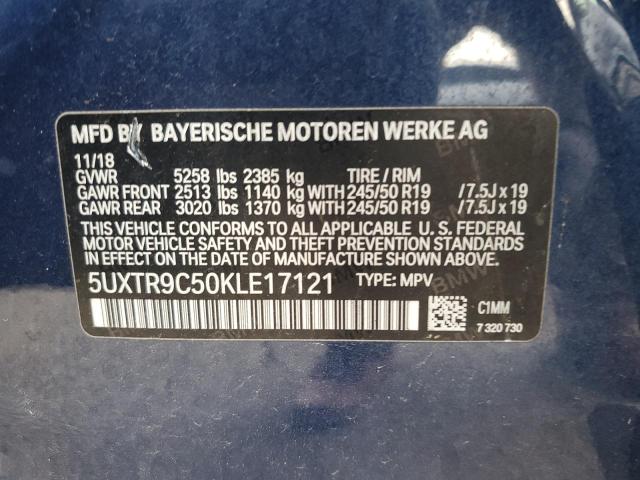 MFD BY BAYERISCHE MOTOREN WERKE AG
11/18
GVWR 5258 lbs 2385 kg TIRE / RIM
GAWR FRONT 2513 lbs 1140 kg WITH 245/50 R19 /7.5J x 19
GAWR REAR 3020 lbs 1370 kg WITH 245/50 R19 /7.5J x 19
THIS VEHICLE CONFORMS TO ALL APPLICABLE U. S. FEDERAL
MOTOR VEHICLE SAFETY AND THEFT PREVENTION STANDARDS
IN EFFECT ON THE DATE OF MANUFACTURE SHOWN ABOVE.
5UXTR9C50KLE17121 TYPE: MPV
C1MM
7 320 730